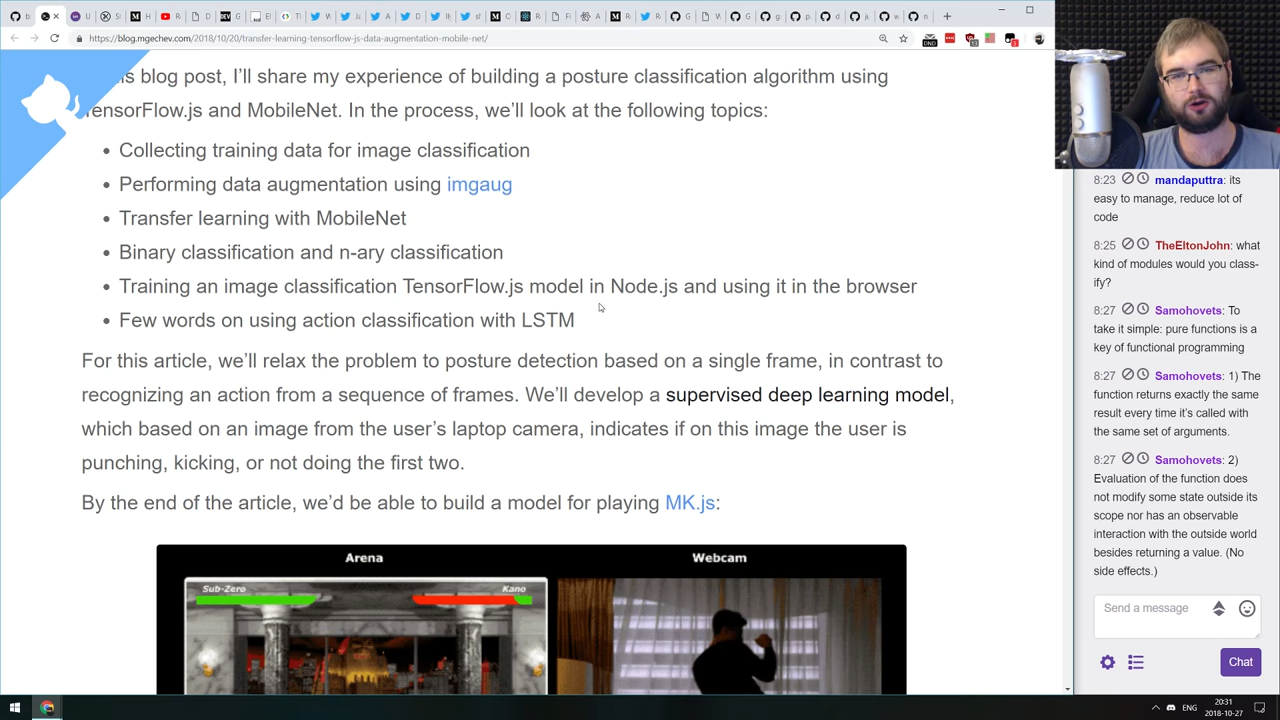 https://blog.mgechev.com/2018/10/20/transfer-learning-tensorflow-js-data-augmentation-mobile-net/
DND
is blog post, I'll share my experience of building a posture classification algorithm using
TensorFlow.js and MobileNet. In the process, we'll look at the following topics:
• Collecting training data for image classification
• Performing data augmentation using imgaug
• Transfer learning with MobileNet
• Binary classification and n-ary classification
• Training an image classification TensorFlow.js model in Node.js and using it in the browser
• Few words on using action classification with LSTM
For this article, we'll relax the problem to posture detection based on a single frame, in contrast to
recognizing an action from a sequence of frames. We'll develop a supervised deep learning model,
which based on an image from the user's laptop camera, indicates if on this image the user is
punching, kicking, or not doing the first two.
By the end of the article, we'd be able to build a model for playing MK.js:
Arena
Webcam
Sub-Zero
Kano
8:23 mandaputtra: its
easy to manage, reduce lot of
code
8:25 TheEltonJohn: what
kind of modules would you class-
ify?
8:27 Samohovets: To
take it simple: pure functions is a
key of functional programming
8:27 Samohovets: 1) The
function returns exactly the same
result every time it's called with
the same set of arguments.
8:27 Samohovets: 2)
Evaluation of the function does
not modify some state outside its
scope nor has an observable
interaction with the outside world
besides returning a value. (No
side effects.)
Send a message
Chat
ENG
20:31
2018-10-27